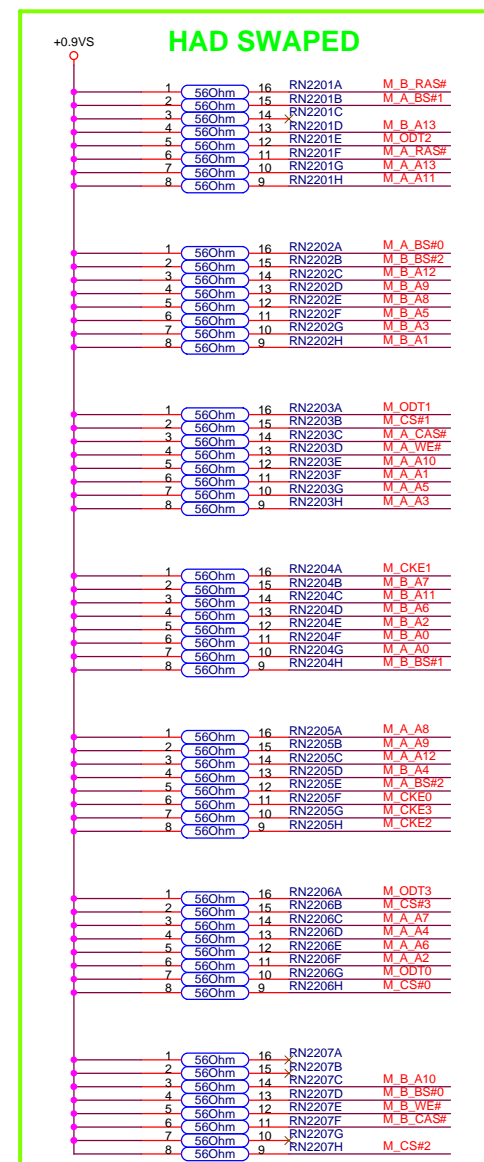 +0.9VS HAD SWAPED
1 56Ohm 16 RN2201A M_B_RAS#
2 56Ohm 15 RN2201B M_A_BS#1
3 56Ohm 14 RN2201C
4 56Ohm 13 RN2201D M_B_A13
5 56Ohm 12 RN2201E M_ODT2
6 56Ohm 11 RN2201F M_A_RAS#
7 56Ohm 10 RN2201G M_A_A13
8 56Ohm 9 RN2201H M_A_A11
1 56Ohm 16 RN2202A M_A_BS#0
2 56Ohm 15 RN2202B M_B_BS#2
3 56Ohm 14 RN2202C M_B_A12
4 56Ohm 13 RN2202D M_B_A9
5 56Ohm 12 RN2202E M_B_A8
6 56Ohm 11 RN2202F M_B_A5
7 56Ohm 10 RN2202G M_B_A3
8 56Ohm 9 RN2202H M_B_A1
1 56Ohm 16 RN2203A M_ODT1
2 56Ohm 15 RN2203B M_CS#1
3 56Ohm 14 RN2203C M_A_CAS#
4 56Ohm 13 RN2203D M_A_WE#
5 56Ohm 12 RN2203E M_A_A10
6 56Ohm 11 RN2203F M_A_A1
7 56Ohm 10 RN2203G M_A_A5
8 56Ohm 9 RN2203H M_A_A3
1 56Ohm 16 RN2204A M_CKE1
2 56Ohm 15 RN2204B M_B_A7
3 56Ohm 14 RN2204C M_B_A11
4 56Ohm 13 RN2204D M_B_A6
5 56Ohm 12 RN2204E M_B_A2
6 56Ohm 11 RN2204F M_B_A0
7 56Ohm 10 RN2204G M_A_A0
8 56Ohm 9 RN2204H M_B_BS#1
1 56Ohm 16 RN2205A M_A_A8
2 56Ohm 15 RN2205B M_A_A9
3 56Ohm 14 RN2205C M_A_A12
4 56Ohm 13 RN2205D M_B_A4
5 56Ohm 12 RN2205E M_A_BS#2
6 56Ohm 11 RN2205F M_CKE0
7 56Ohm 10 RN2205G M_CKE3
8 56Ohm 9 RN2205H M_CKE2
1 56Ohm 16 RN2206A M_ODT3
2 56Ohm 15 RN2206B M_CS#3
3 56Ohm 14 RN2206C M_A_A7
4 56Ohm 13 RN2206D M_A_A4
5 56Ohm 12 RN2206E M_A_A6
6 56Ohm 11 RN2206F M_A_A2
7 56Ohm 10 RN2206G M_ODT0
8 56Ohm 9 RN2206H M_CS#0
1 56Ohm 16 RN2207A
2 56Ohm 15 RN2207B
3 56Ohm 14 RN2207C M_B_A10
4 56Ohm 13 RN2207D M_B_BS#0
5 56Ohm 12 RN2207E M_B_WE#
6 56Ohm 11 RN2207F M_B_CAS#
7 56Ohm 10 RN2207G
8 56Ohm 9 RN2207H M_CS#2